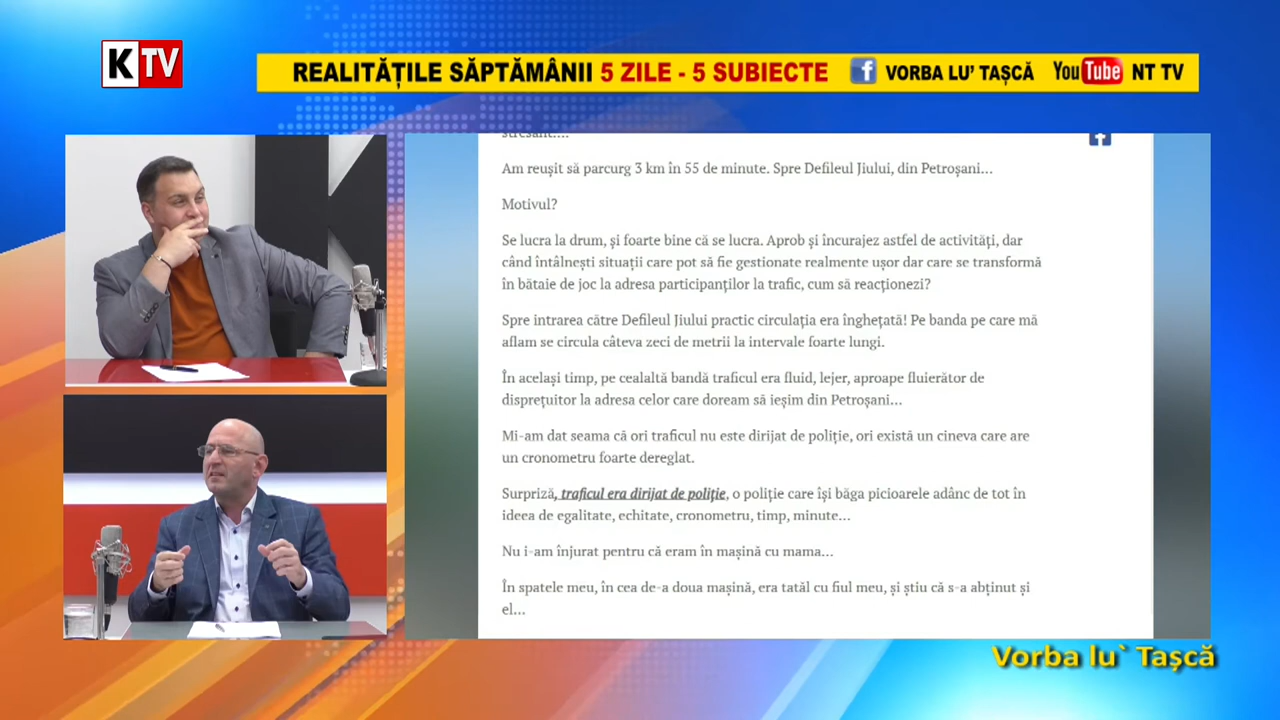 KTV
REALITĂȚILE SĂPTĂMÂNII 5 ZILE - 5 SUBIECTE f VORBA LU' TAȘCĂ YouTube NT TV
stresant....
Am reușit să parcurg 3 km în 55 de minute. Spre Defileul Jiului, din Petroșani...
Motivul?
Se lucra la drum, și foarte bine că se lucra. Aprob și încurajez astfel de activități, dar
când întâlnești situații care pot să fie gestionate realmente ușor dar care se transformă
în bătaie de joc la adresa participanților la trafic, cum să reacționezi?
Spre intrarea către Defileul Jiului practic circulația era înghețată! Pe banda pe care mă
aflam se circula câteva zeci de metrii la intervale foarte lungi.
În același timp, pe cealaltă bandă traficul era fluid, lejer, aproape fluierător de
disprețuitor la adresa celor care doream să ieșim din Petroșani...
Mi-am dat seama că ori traficul nu este dirijat de poliție, ori există un cineva care are
un cronometru foarte dereglat.
Surpriză, traficul era dirijat de poliție, o poliție care își băga picioarele adânc de tot în
ideea de egalitate, echitate, cronometru, timp, minute...
Nu i-am înjurat pentru că eram în mașină cu mama...
În spatele meu, în cea de-a doua mașină, era tatăl cu fiul meu, și știu că s-a abținut și
el...
Vorba lu` Tașcă